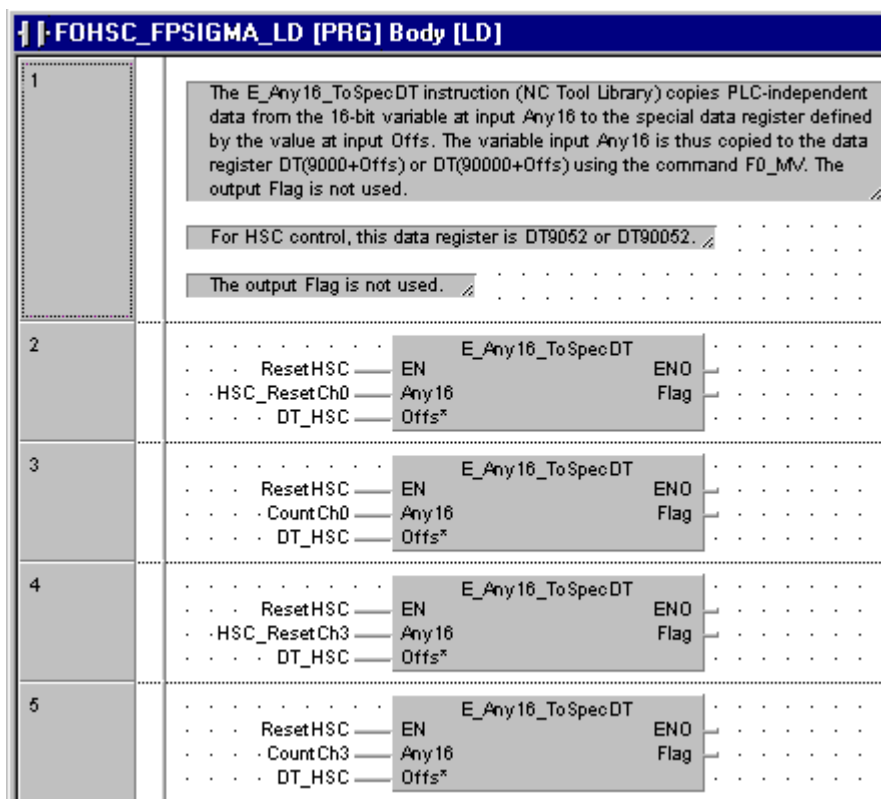 FOHSC_FPSIGMA_LD [PRG] Body [LD]
1
The E_Any16_ToSpecDT instruction (NC Tool Library) copies PLC-independent
data from the 16-bit variable at input Any16 to the special data register defined
by the value at input Offs. The variable input Any16 is thus copied to the data
register DT(9000+Offs) or DT(90000+Offs) using the command F0_MV. The
output Flag is not used.
For HSC control, this data register is DT9052 or DT90052.
The output Flag is not used.
2
E_Any16_ToSpecDT
ResetHSC EN ENO
HSC_ResetCh0 Any16 Flag
DT_HSC Offs*
3
E_Any16_ToSpecDT
ResetHSC EN ENO
CountCh0 Any16 Flag
DT_HSC Offs*
4
E_Any16_ToSpecDT
ResetHSC EN ENO
HSC_ResetCh3 Any16 Flag
DT_HSC Offs*
5
E_Any16_ToSpecDT
ResetHSC EN ENO
CountCh3 Any16 Flag
DT_HSC Offs*